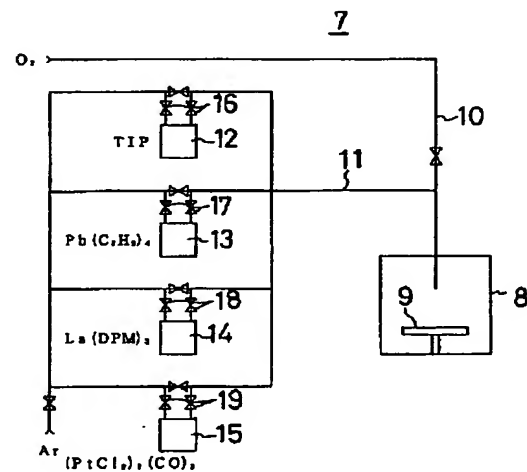 7
O₂
16
TIP
12
10
11
17
Pb(C₂H₅)₄
13
8
9
18
La(DPM)₃
14
19
Ar
15
(PtCl₂)₂(CO)₃